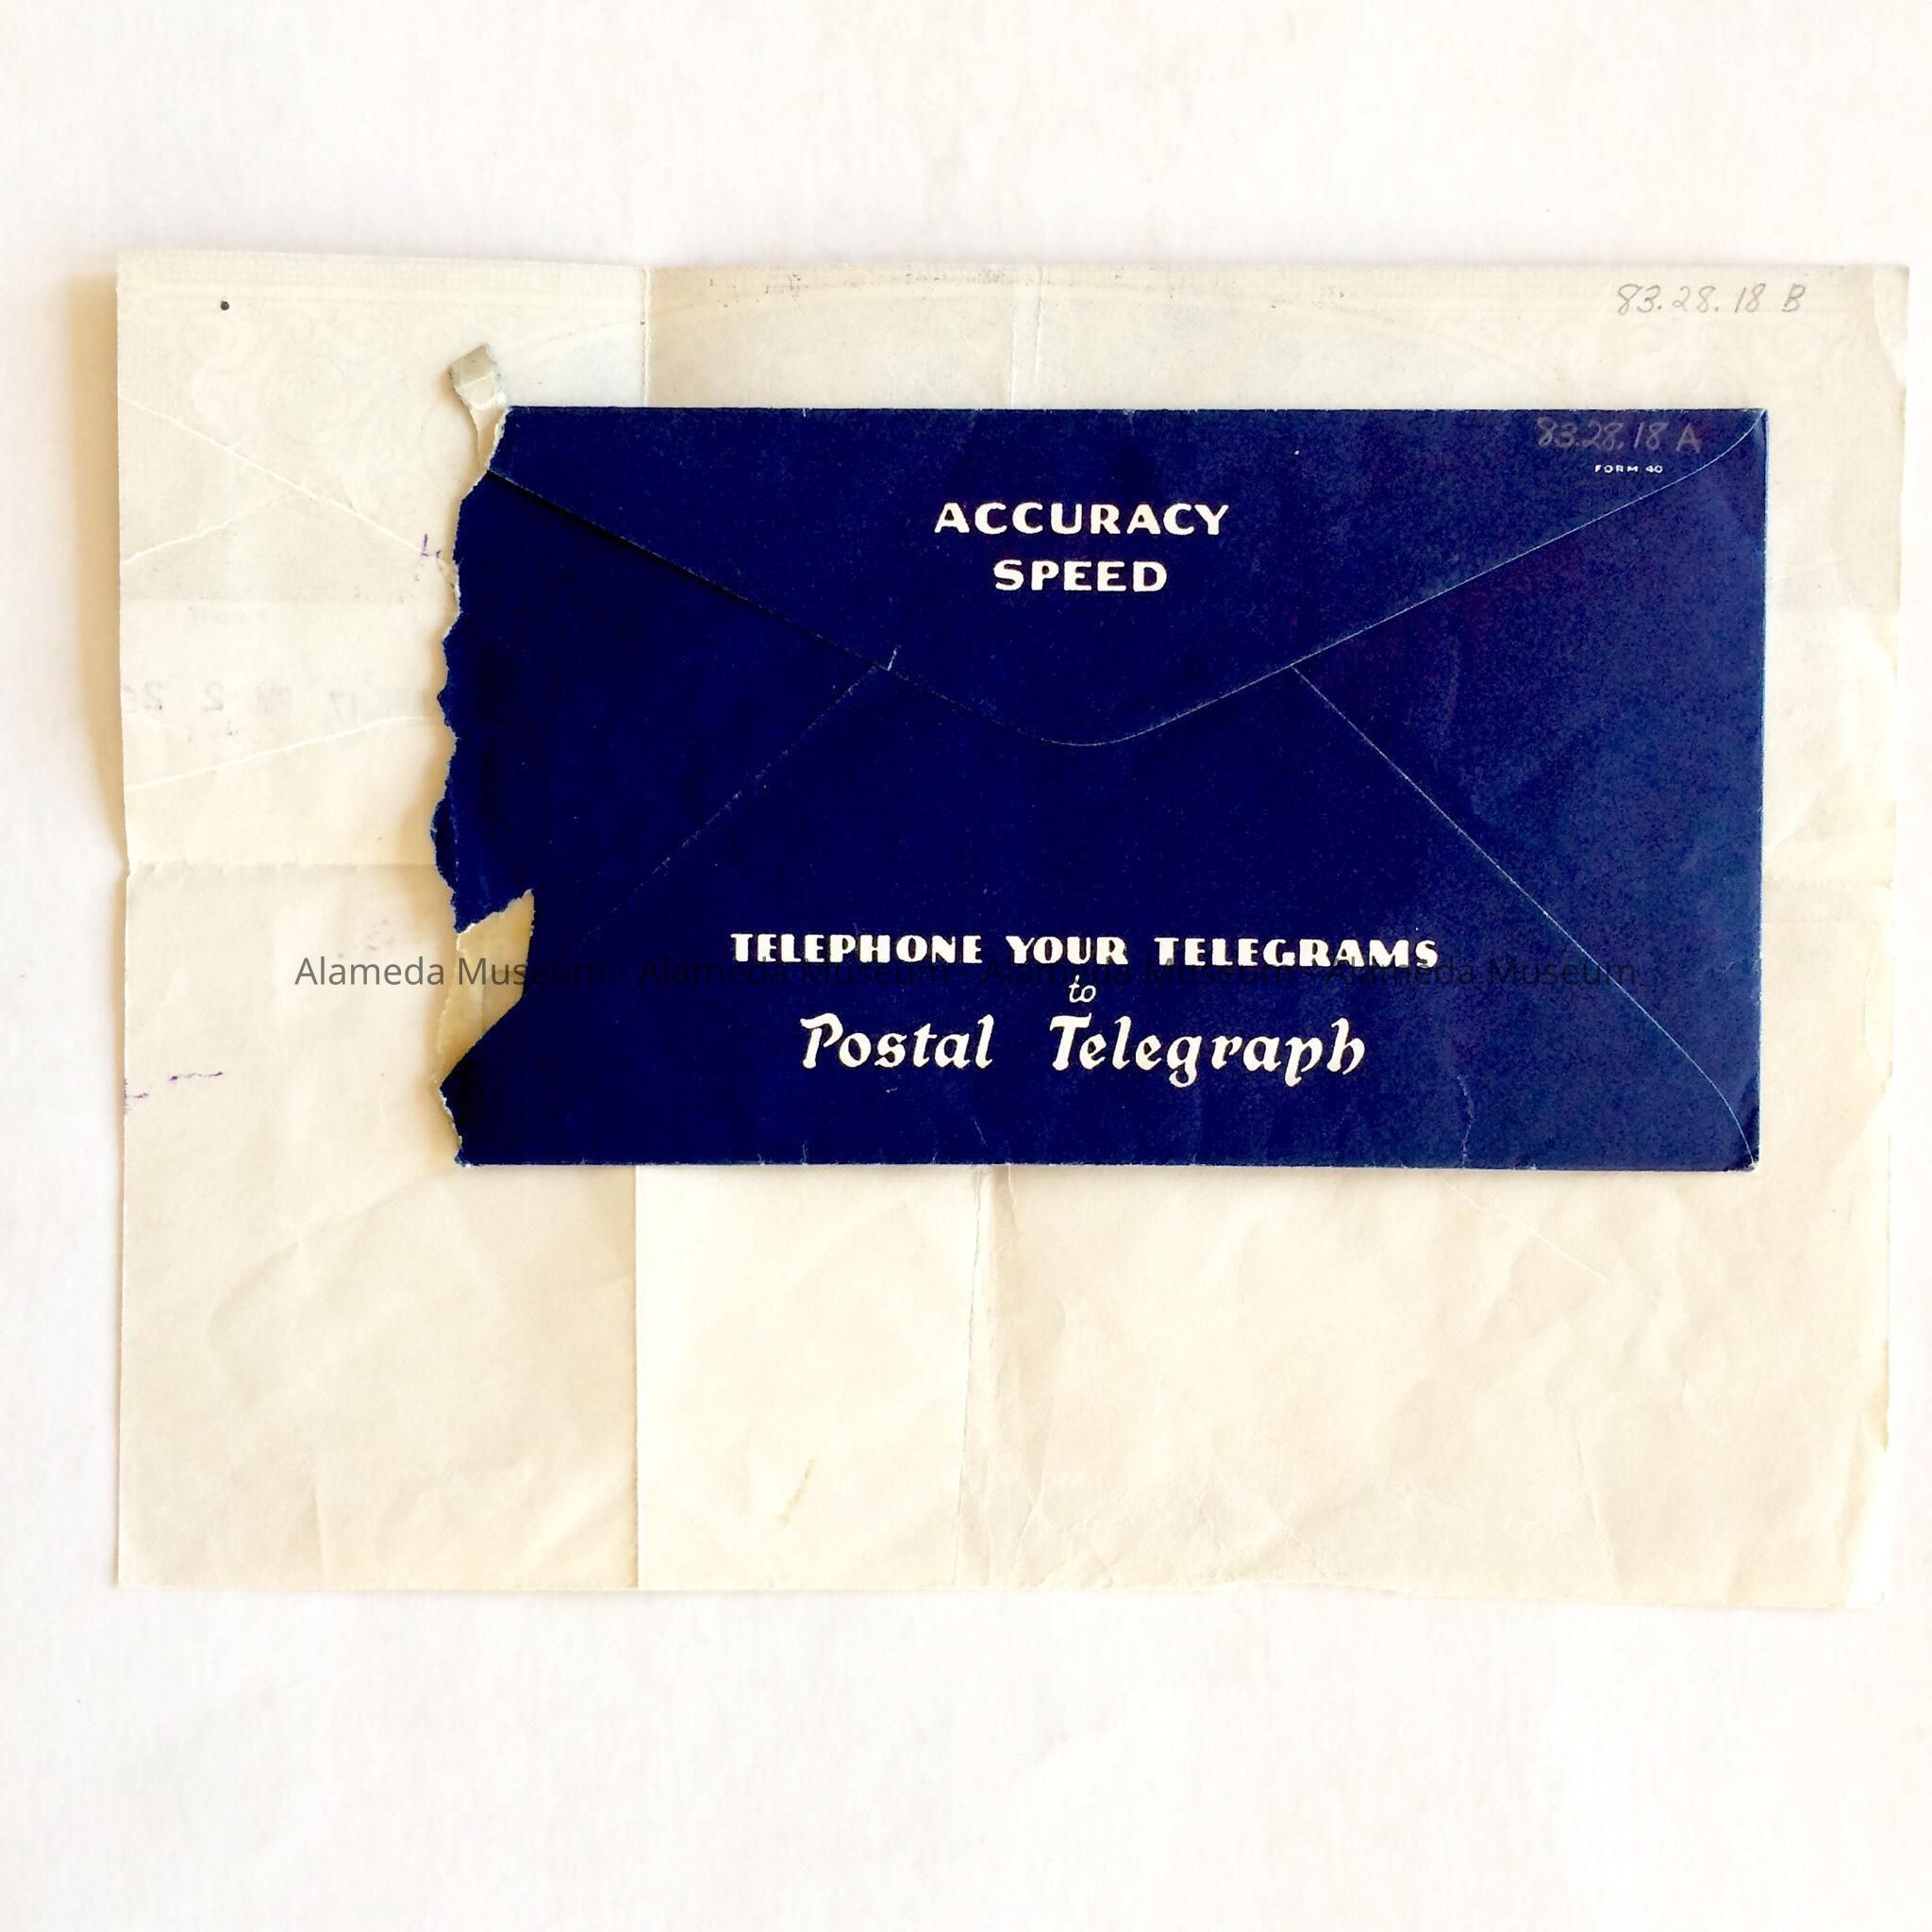 83.28.18 B
83.28.18 A
FORM 40
ACCURACY
SPEED
TELEPHONE YOUR TELEGRAMS
Alameda Museum · Alameda Museum · Alameda Museum · Alameda Museum
to
Postal Telegraph